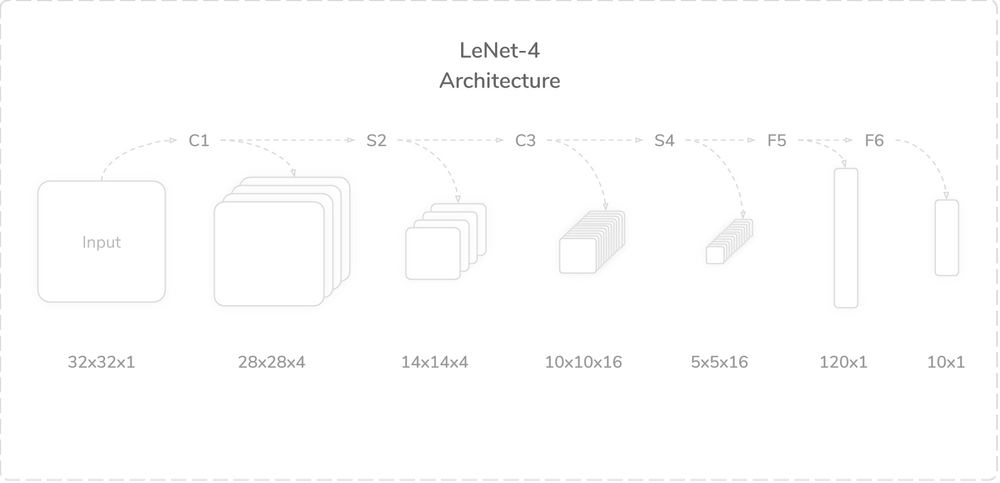 LeNet-4
Architecture
C1
S2
C3
S4
F5
F6
Input
32x32x1
28x28x4
14x14x4
10x10x16
5x5x16
120x1
10x1